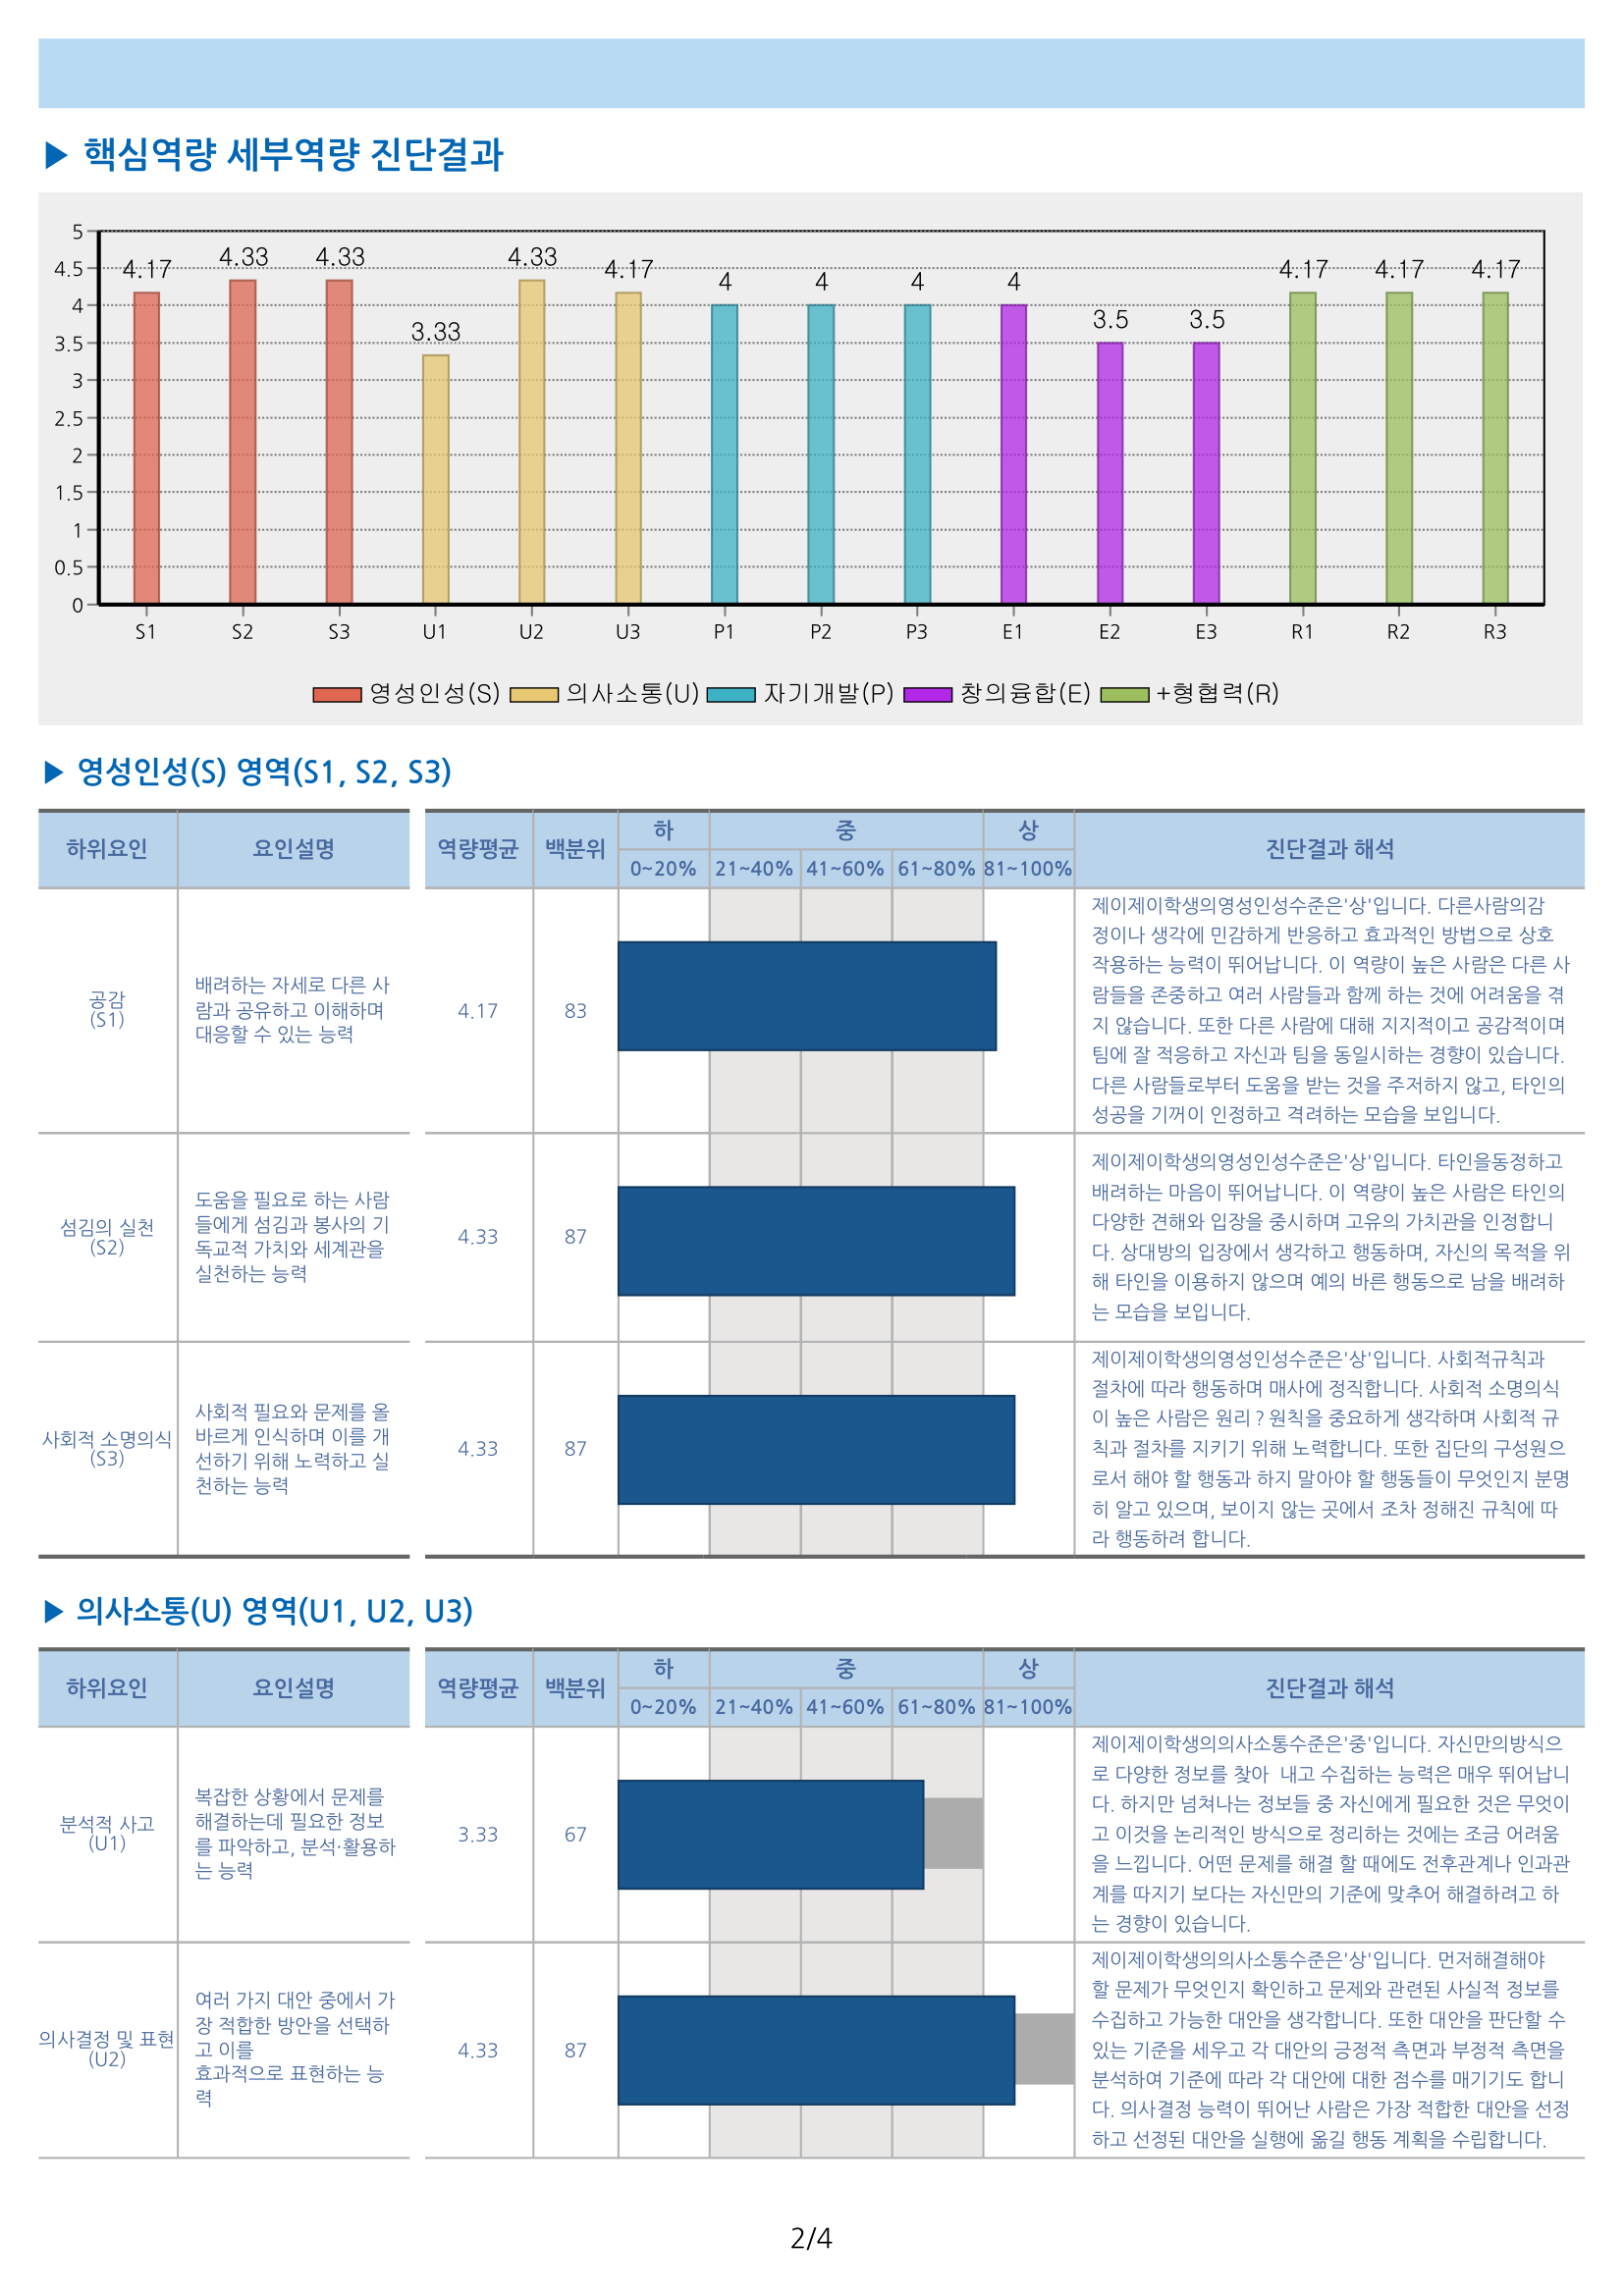 ▶ 핵심역량 세부역량 진단결과
5
4.5
4
3.5
3
2.5
2
1.5
1
0.5
0
4.17 4.33 4.33 3.33 4.33 4.17 4 4 4 4 3.5 3.5 4.17 4.17 4.17
S1 S2 S3 U1 U2 U3 P1 P2 P3 E1 E2 E3 R1 R2 R3
영성인성(S) 의사소통(U) 자기개발(P) 창의융합(E) +형협력(R)
▶ 영성인성(S) 영역(S1, S2, S3)
하위요인 요인설명 역량평균 백분위 하 중 상 진단결과 해석
0~20% 21~40% 41~60% 61~80% 81~100%
공감
(S1)
배려하는 자세로 다른 사
람과 공유하고 이해하며
대응할 수 있는 능력
4.17 83
제이제이학생의영성인성수준은'상'입니다. 다른사람의감
정이나 생각에 민감하게 반응하고 효과적인 방법으로 상호
작용하는 능력이 뛰어납니다. 이 역량이 높은 사람은 다른 사
람들을 존중하고 여러 사람들과 함께 하는 것에 어려움을 겪
지 않습니다. 또한 다른 사람에 대해 지지적이고 공감적이며
팀에 잘 적응하고 자신과 팀을 동일시하는 경향이 있습니다.
다른 사람들로부터 도움을 받는 것을 주저하지 않고, 타인의
성공을 기꺼이 인정하고 격려하는 모습을 보입니다.
섬김의 실천
(S2)
도움을 필요로 하는 사람
들에게 섬김과 봉사의 기
독교적 가치와 세계관을
실천하는 능력
4.33 87
제이제이학생의영성인성수준은'상'입니다. 타인을동정하고
배려하는 마음이 뛰어납니다. 이 역량이 높은 사람은 타인의
다양한 견해와 입장을 중시하며 고유의 가치관을 인정합니
다. 상대방의 입장에서 생각하고 행동하며, 자신의 목적을 위
해 타인을 이용하지 않으며 예의 바른 행동으로 남을 배려하
는 모습을 보입니다.
사회적 소명의식
(S3)
사회적 필요와 문제를 올
바르게 인식하며 이를 개
선하기 위해 노력하고 실
천하는 능력
4.33 87
제이제이학생의영성인성수준은'상'입니다. 사회적규칙과
절차에 따라 행동하며 매사에 정직합니다. 사회적 소명의식
이 높은 사람은 원리 ? 원칙을 중요하게 생각하며 사회적 규
칙과 절차를 지키기 위해 노력합니다. 또한 집단의 구성원으
로서 해야 할 행동과 하지 말아야 할 행동들이 무엇인지 분명
히 알고 있으며, 보이지 않는 곳에서 조차 정해진 규칙에 따
라 행동하려 합니다.
▶ 의사소통(U) 영역(U1, U2, U3)
하위요인 요인설명 역량평균 백분위 하 중 상 진단결과 해석
0~20% 21~40% 41~60% 61~80% 81~100%
분석적 사고
(U1)
복잡한 상황에서 문제를
해결하는데 필요한 정보
를 파악하고, 분석·활용하
는 능력
3.33 67
제이제이학생의의사소통수준은'중'입니다. 자신만의방식으
로 다양한 정보를 찾아  내고 수집하는 능력은 매우 뛰어납니
다. 하지만 넘쳐나는 정보들 중 자신에게 필요한 것은 무엇이
고 이것을 논리적인 방식으로 정리하는 것에는 조금 어려움
을 느낍니다. 어떤 문제를 해결 할 때에도 전후관계나 인과관
계를 따지기 보다는 자신만의 기준에 맞추어 해결하려고 하
는 경향이 있습니다.
의사결정 및 표현
(U2)
여러 가지 대안 중에서 가
장 적합한 방안을 선택하
고 이를
효과적으로 표현하는 능
력
4.33 87
제이제이학생의의사소통수준은'상'입니다. 먼저해결해야
할 문제가 무엇인지 확인하고 문제와 관련된 사실적 정보를
수집하고 가능한 대안을 생각합니다. 또한 대안을 판단할 수
있는 기준을 세우고 각 대안의 긍정적 측면과 부정적 측면을
분석하여 기준에 따라 각 대안에 대한 점수를 매기기도 합니
다. 의사결정 능력이 뛰어난 사람은 가장 적합한 대안을 선정
하고 선정된 대안을 실행에 옮길 행동 계획을 수립합니다.
2/4